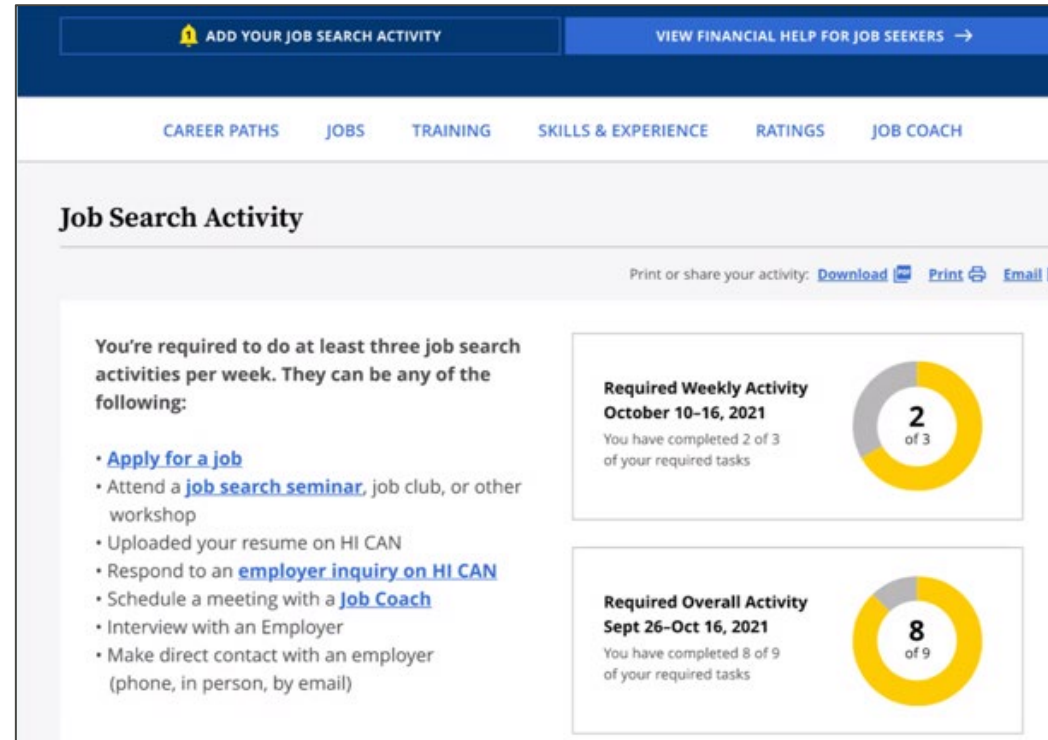 1 ADD YOUR JOB SEARCH ACTIVITY
VIEW FINANCIAL HELP FOR JOB SEEKERS →
CAREER PATHS JOBS TRAINING SKILLS & EXPERIENCE RATINGS JOB COACH
Job Search Activity
Print or share your activity: Download Print Email
You're required to do at least three job search
activities per week. They can be any of the
following:
• Apply for a job
• Attend a job search seminar, job club, or other
workshop
• Uploaded your resume on HI CAN
• Respond to an employer inquiry on HI CAN
• Schedule a meeting with a Job Coach
• Interview with an Employer
• Make direct contact with an employer
(phone, in person, by email)
Required Weekly Activity
October 10–16, 2021
You have completed 2 of 3
of your required tasks
2
of 3
Required Overall Activity
Sept 26–Oct 16, 2021
You have completed 8 of 9
of your required tasks
8
of 9